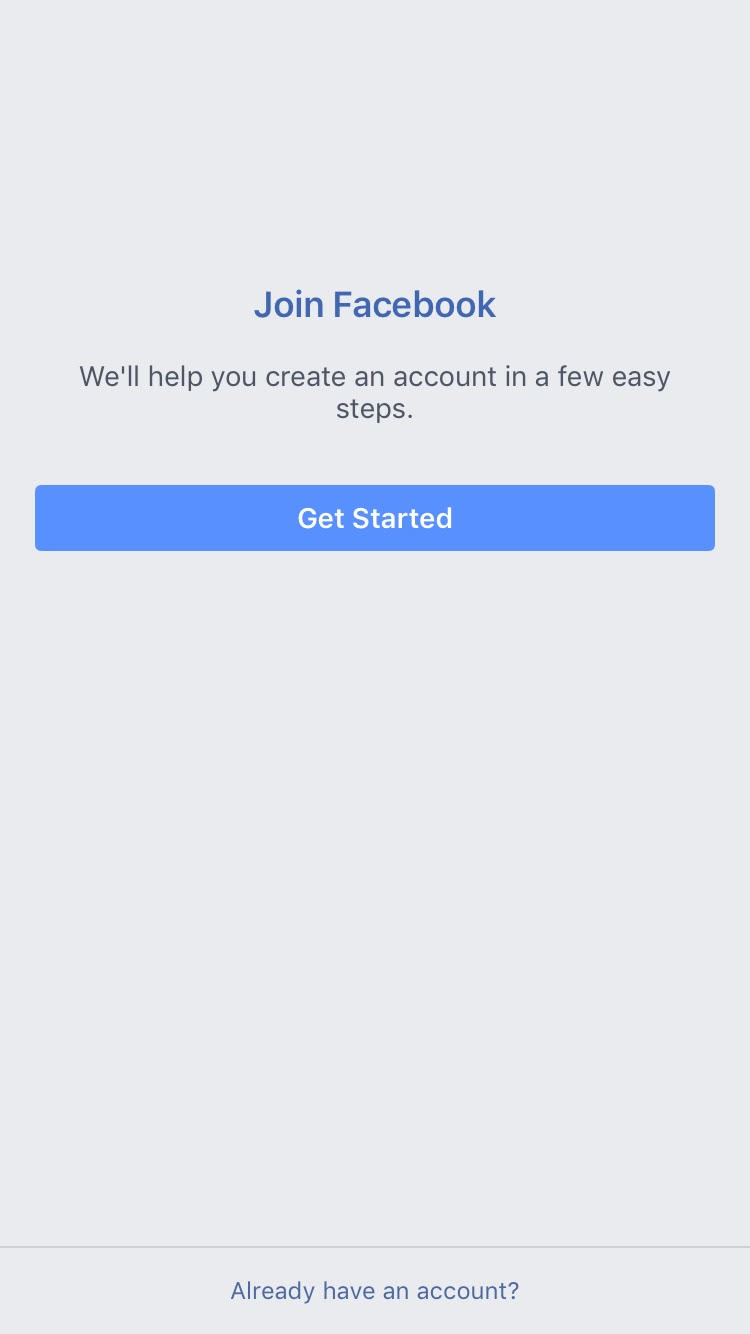 Join Facebook
We'll help you create an account in a few easy
steps.
Get Started
Already have an account?